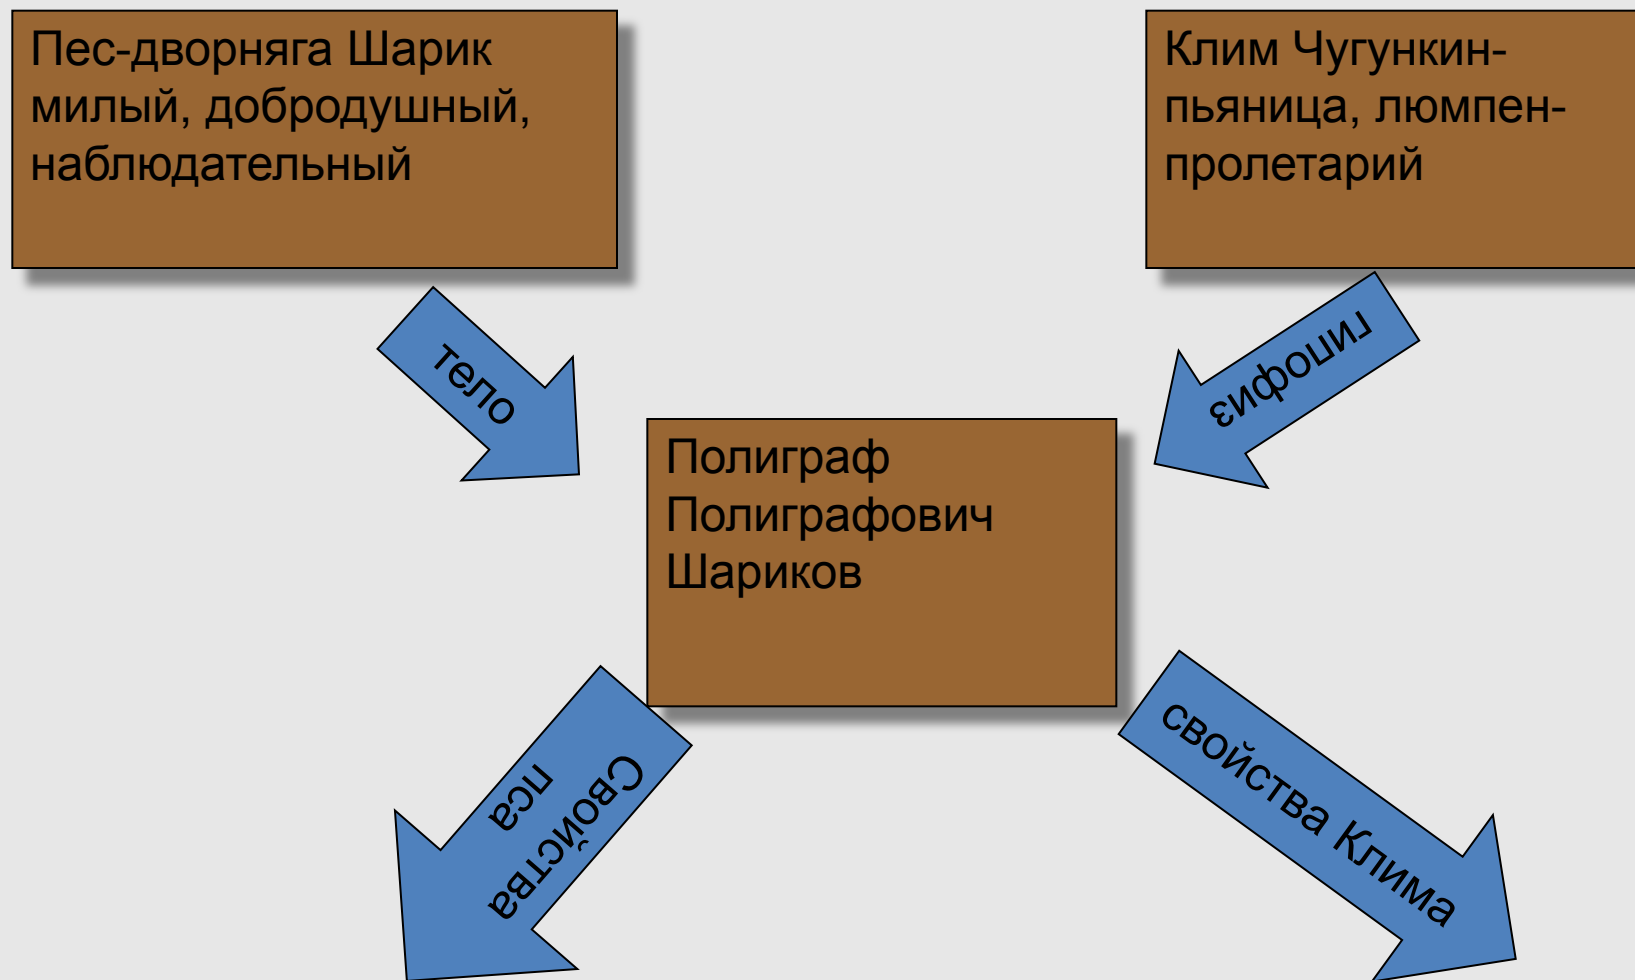 Пес-дворняга Шарик
милый, добродушный,
наблюдательный
Клим Чугункин-
пьяница, люмпен-
пролетарий
тело
гипофиз
Полиграф
Полиграфович
Шариков
Свойства
пса
свойства Клима